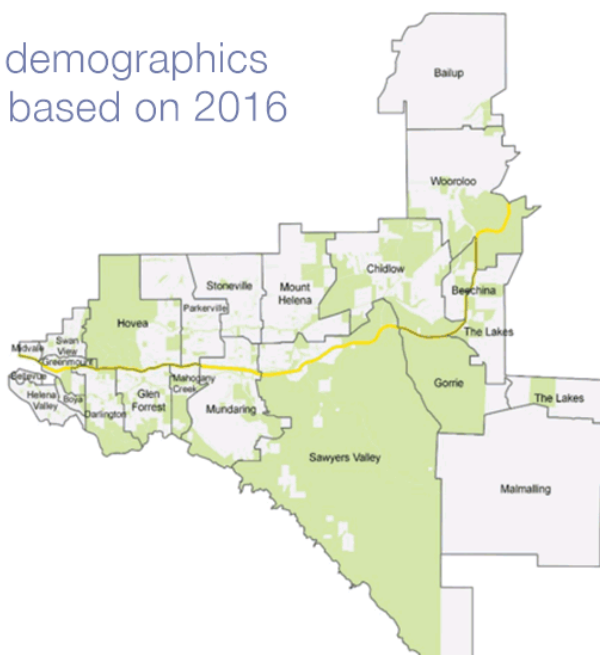 demographics
based on 2016
Bailup
Wooroloo
Chidlow
Stoneville
Mount
Helena
Beechina
Parkerville
Hovea
The Lakes
Swan
View
Midvale
Greenmount
Bellevue
Mahogany
Creek
Gorrie
Helena
Valley
Boya
Glen
Forrest
The Lakes
Darlington
Mundaring
Sawyers Valley
Malmalling